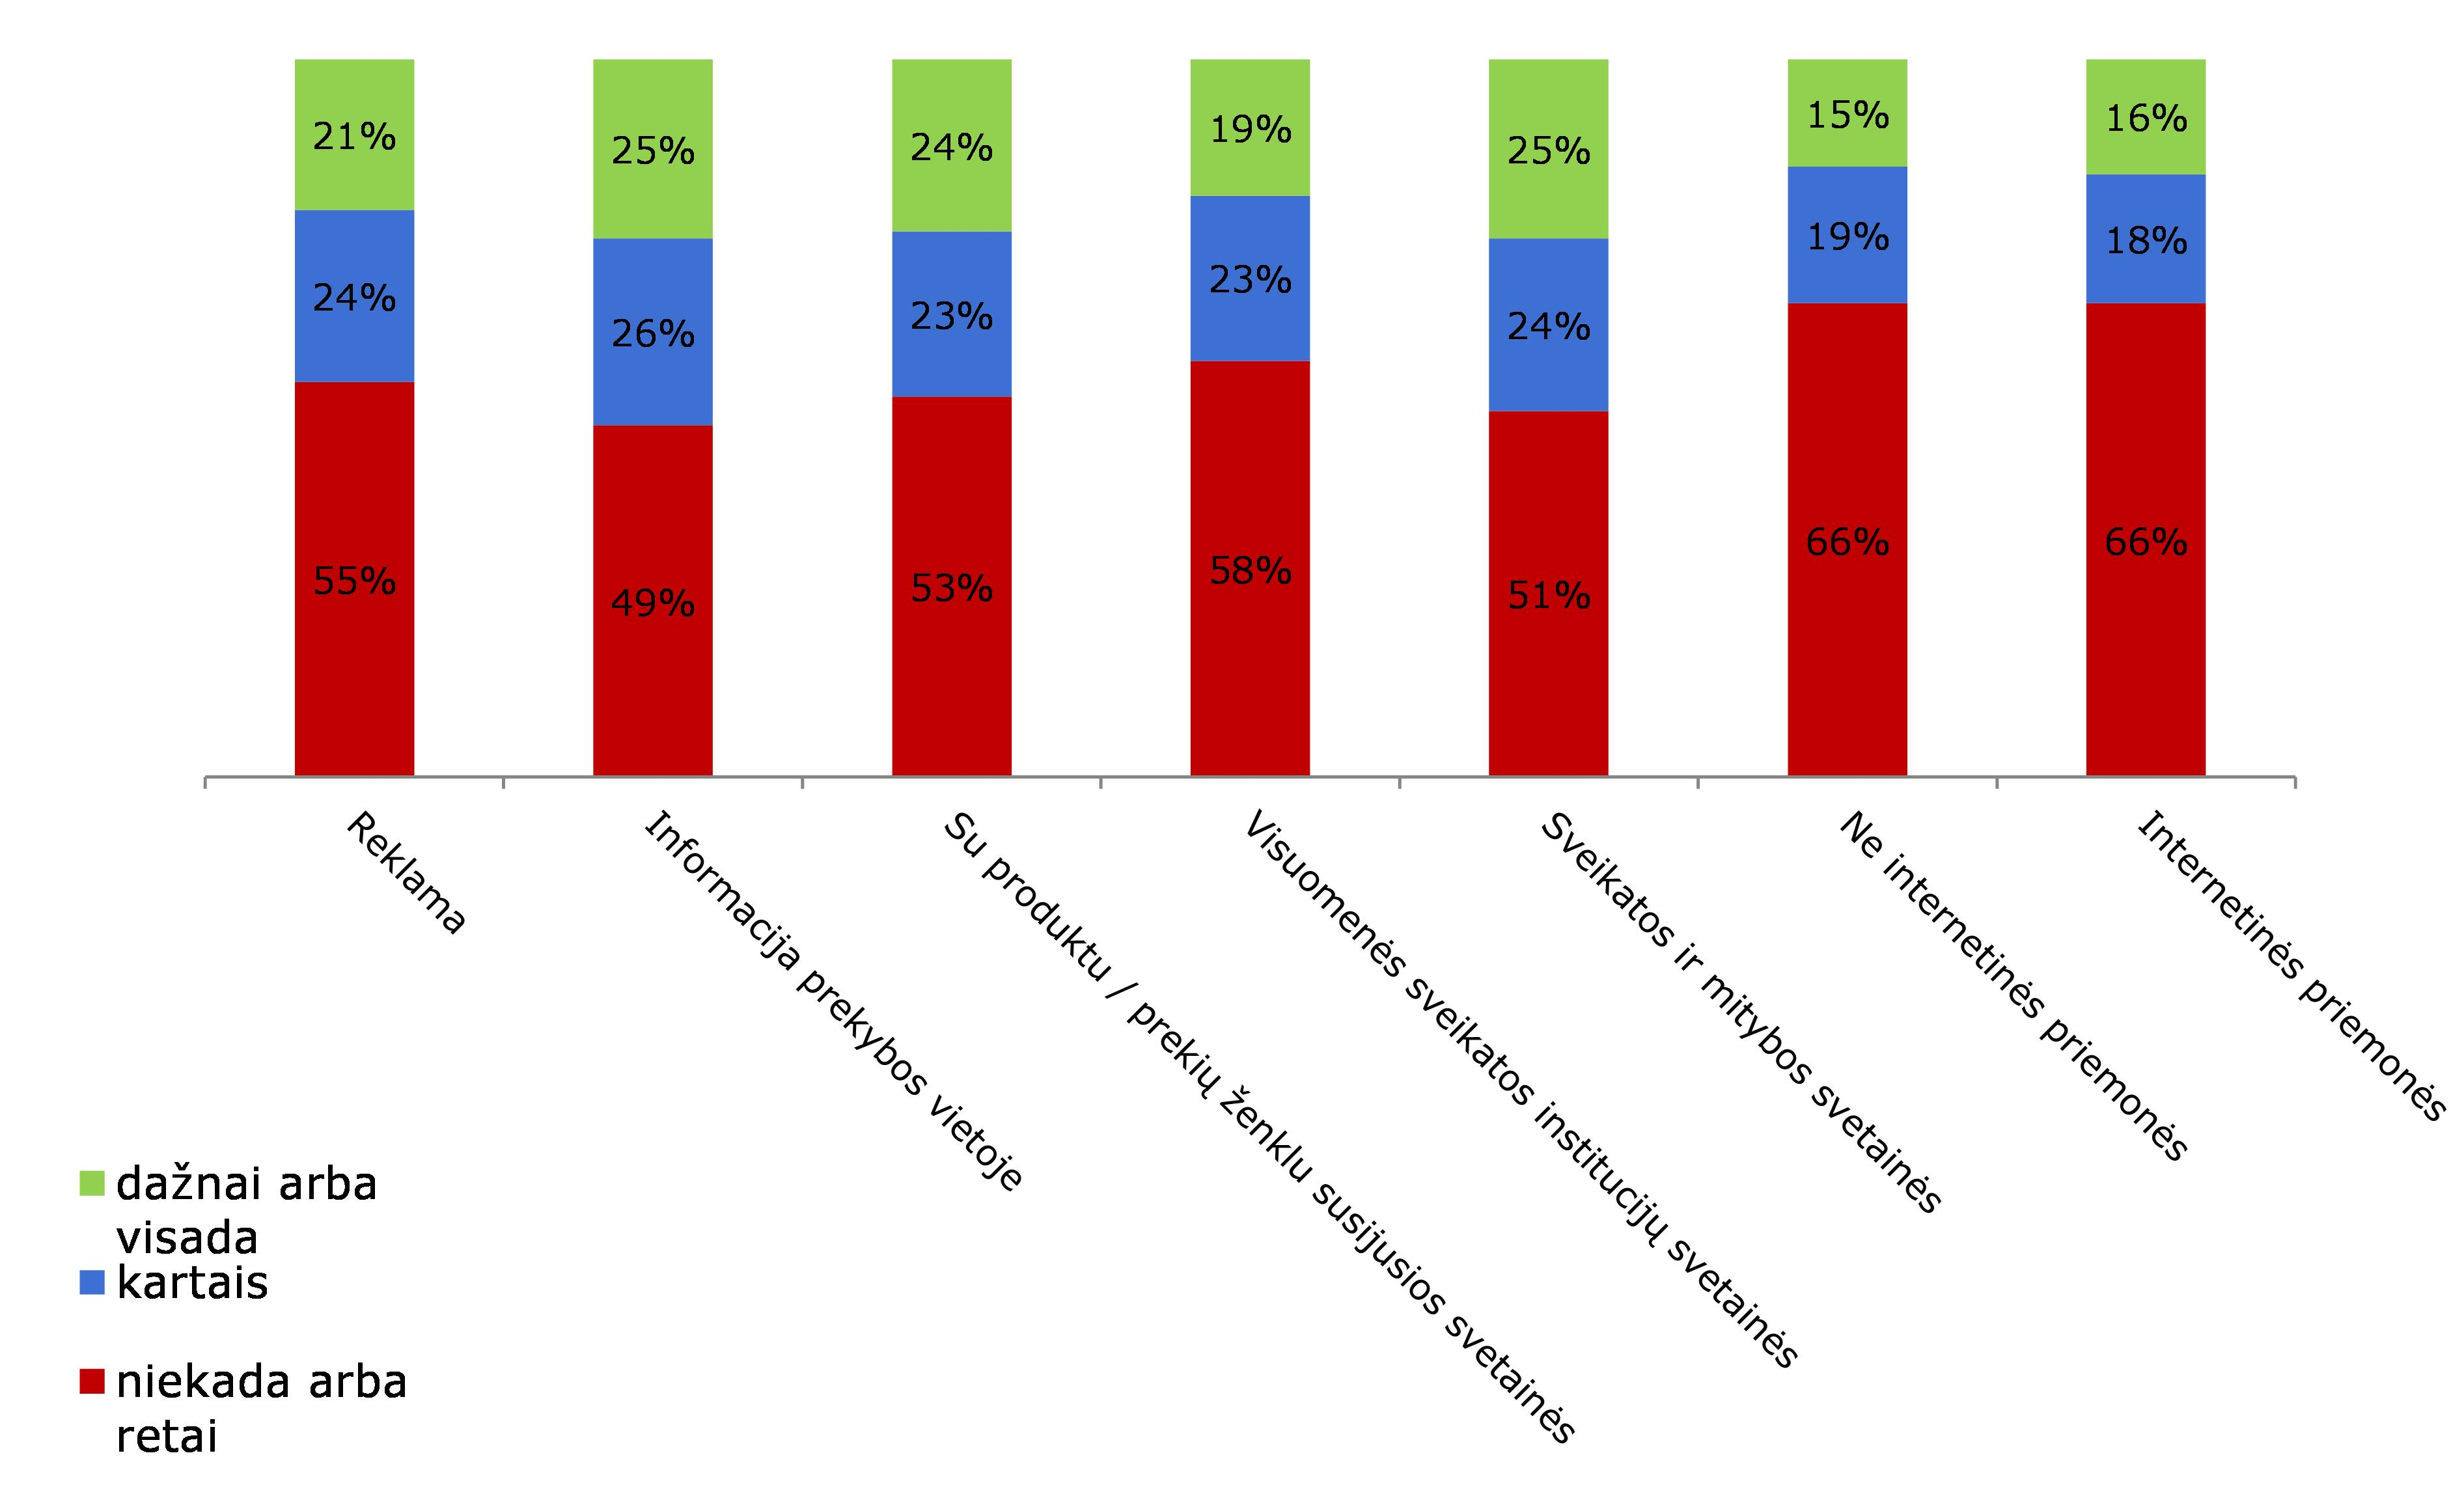 21%
25%
24%
19%
25%
15%
16%
24%
26%
23%
23%
24%
19%
18%
55%
49%
53%
58%
51%
66%
66%
Reklama
Informacija prekybos vietoje
Su produktu / prekių ženklu susijusios svetainės
Visuomenės sveikatos institucijų svetainės
Sveikatos ir mitybos svetainės
Ne internetinės priemonės
Internetinės priemonės
dažnai arba
visada
kartais
niekada arba
retai